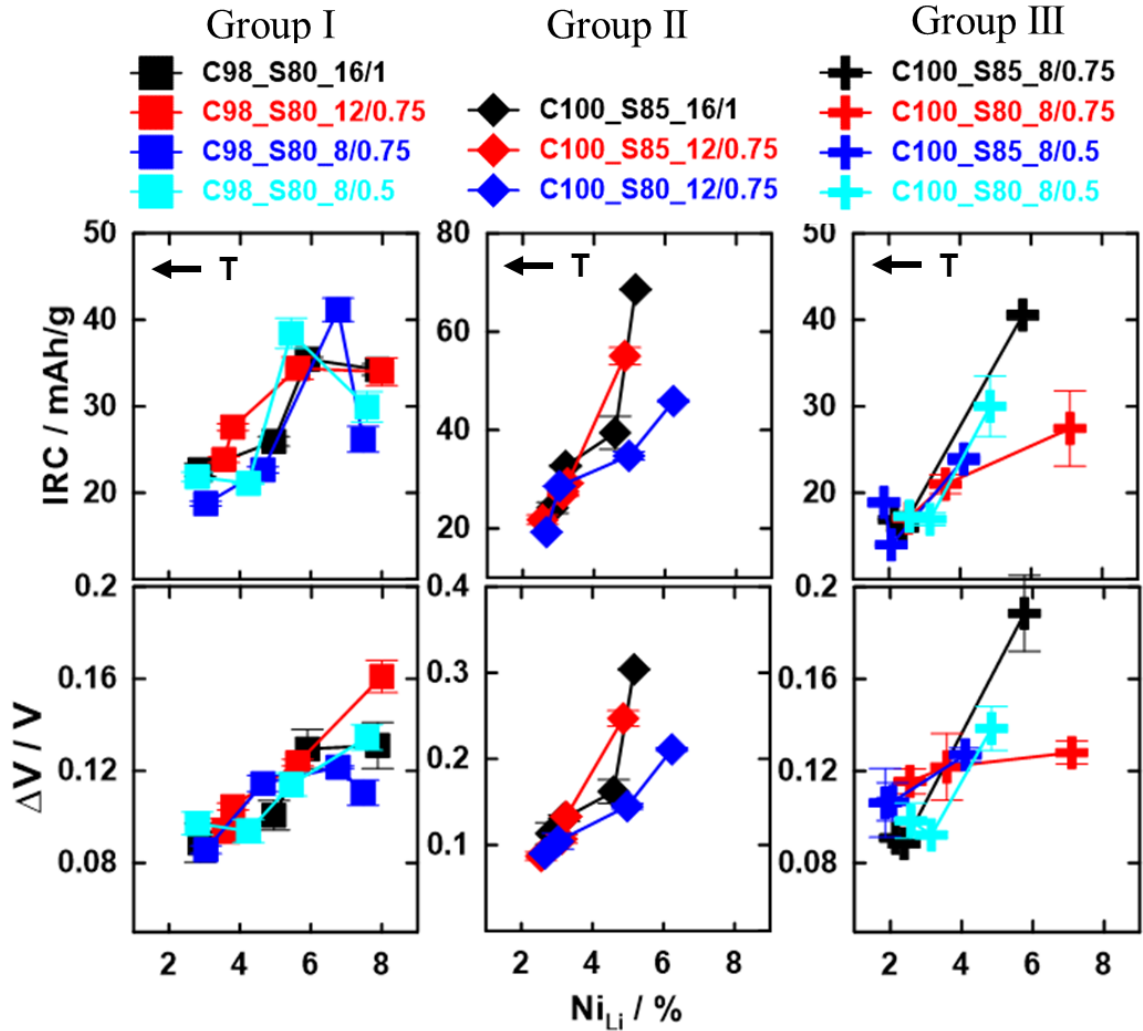 Group I Group II Group III
C98_S80_16/1
C98_S80_12/0.75
C98_S80_8/0.75
C98_S80_8/0.5
C100_S85_16/1
C100_S85_12/0.75
C100_S80_12/0.75
C100_S85_8/0.75
C100_S80_8/0.75
C100_S85_8/0.5
C100_S80_8/0.5
50 80 50
T T T
40 60 40
30 40 30
20 20 20
IRC / mAh/g
0.2 0.4 0.2
0.16 0.3 0.16
0.12 0.2 0.12
0.08 0.1 0.08
ΔV / V
2 4 6 8 2 4 6 8 2 4 6 8
NiLi / %